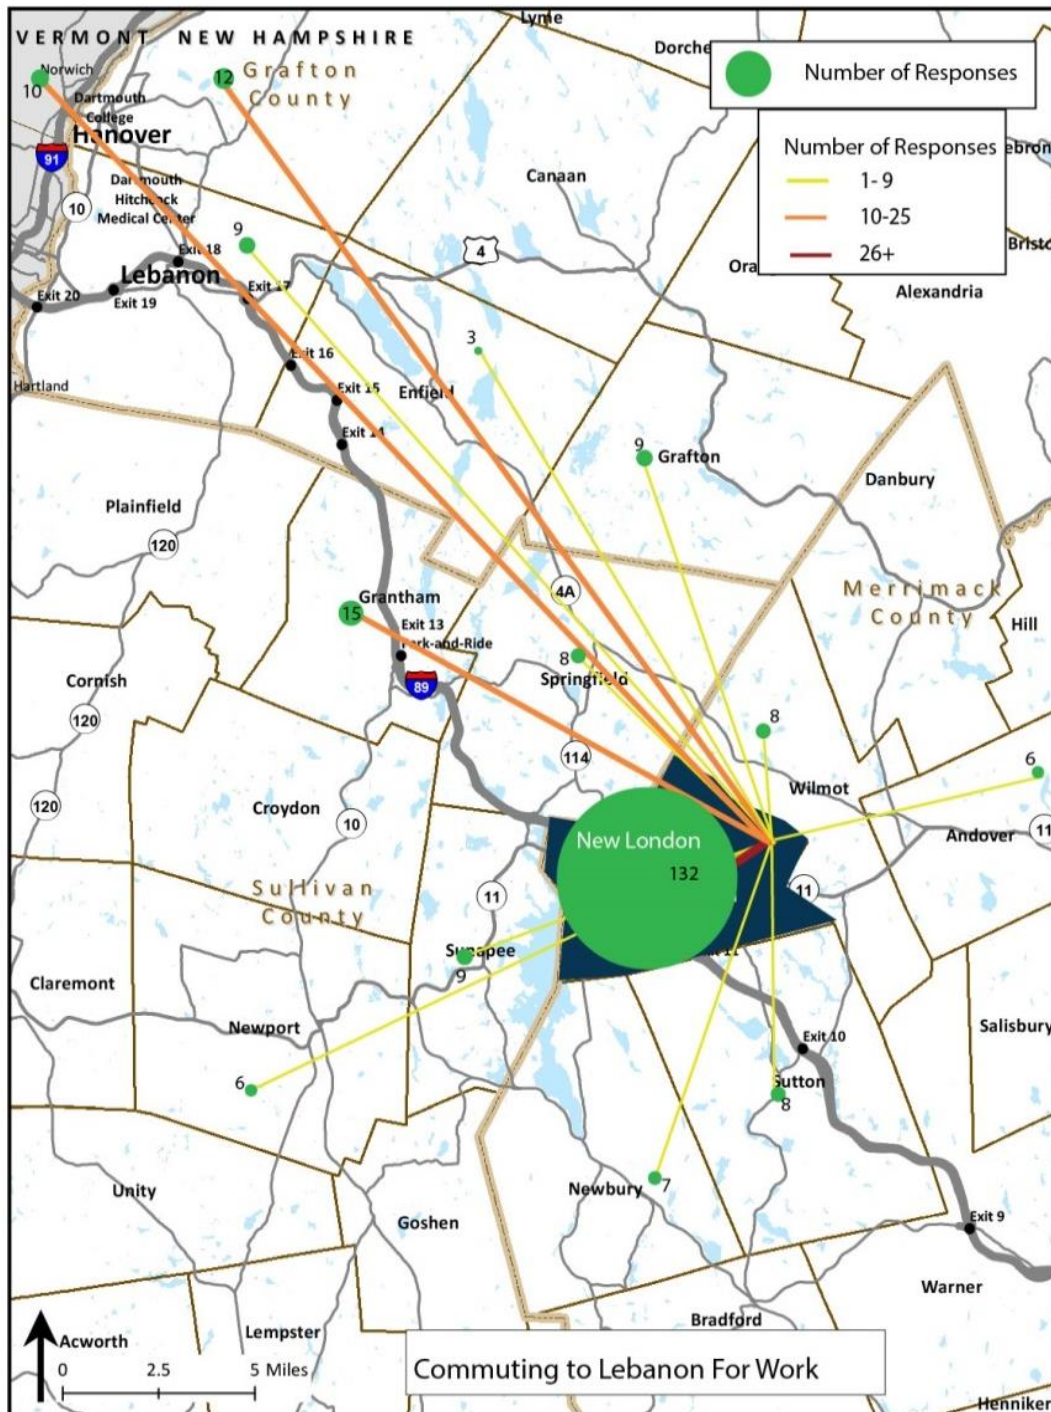 Lyme
VERMONT NEW HAMPSHIRE
Dorche
Number of Responses
Norwich
10
12
Grafton
County
Dartmouth
College
Hanover
91
Number of Responses
1- 9
10-25
26+
ebron
Canaan
Dartmouth
Hitchcock
Medical Center
10
9
4
Exit 18
Lebanon
Exit 17
Exit 20
Exit 19
Ora
Bristo
Alexandria
3
Exit 16
Hartland
Exit 15
Enfield
Exit 14
9
Grafton
Danbury
Plainfield
120
4A
Merrimack
County
Grantham
15
Exit 13
Park-and-Ride
Hill
8
Springfield
Cornish
89
120
8
114
6
Wilmot
120
Croydon
10
Andover
11
New London
132
Sullivan
County
11
11
Sunapee
9
Claremont
Newport
Salisbury
Exit 10
6
Sutton
8
Unity
Newbury
7
Goshen
Exit 9
Warner
Bradford
Acworth
Lempster
0 2.5 5 Miles
Commuting to Lebanon For Work
Henniker